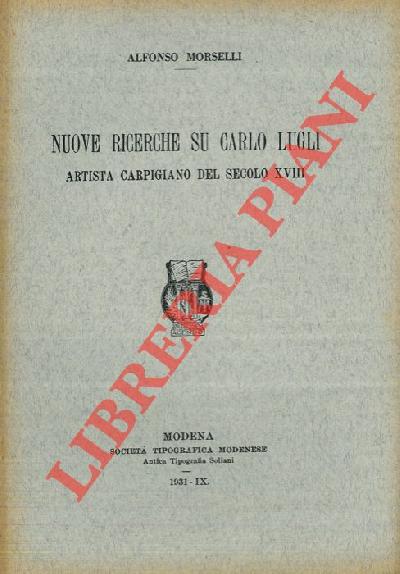 ALFONSO MORSELLI
NUOVE RICERCHE SU CARLO LUGLI
ARTISTA CARPIGIANO DEL SECOLO XVIII
LIBRERIA PIANI
MODENA
SOCIETÀ TIPOGRAFICA MODENESE
Antica Tipografia Soliani
1931 - IX.